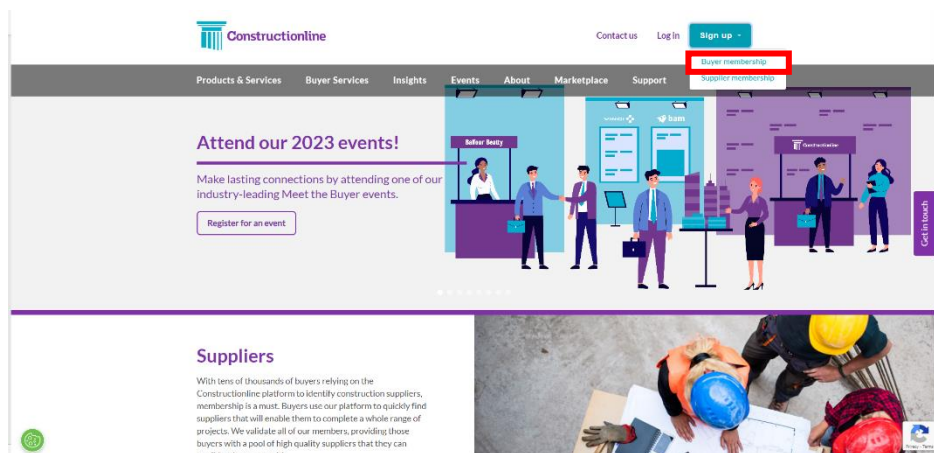 Constructionline
Contact us
Log in
Sign up
Buyer membership
Supplier membership
Products & Services
Buyer Services
Insights
Events
About
Marketplace
Support
Attend our 2023 events!
Make lasting connections by attending one of our
industry-leading Meet the Buyer events.
Register for an event
Balfour Beatty
bam
Constructionline
Get in touch
Suppliers
With tens of thousands of buyers relying on the
Constructionline platform to identify construction suppliers,
membership is a must. Buyers use our platform to quickly find
suppliers that will enable them to complete a whole range of
projects. We validate all of our members, providing those
buyers with a pool of high quality suppliers that they can
Privacy - Terms